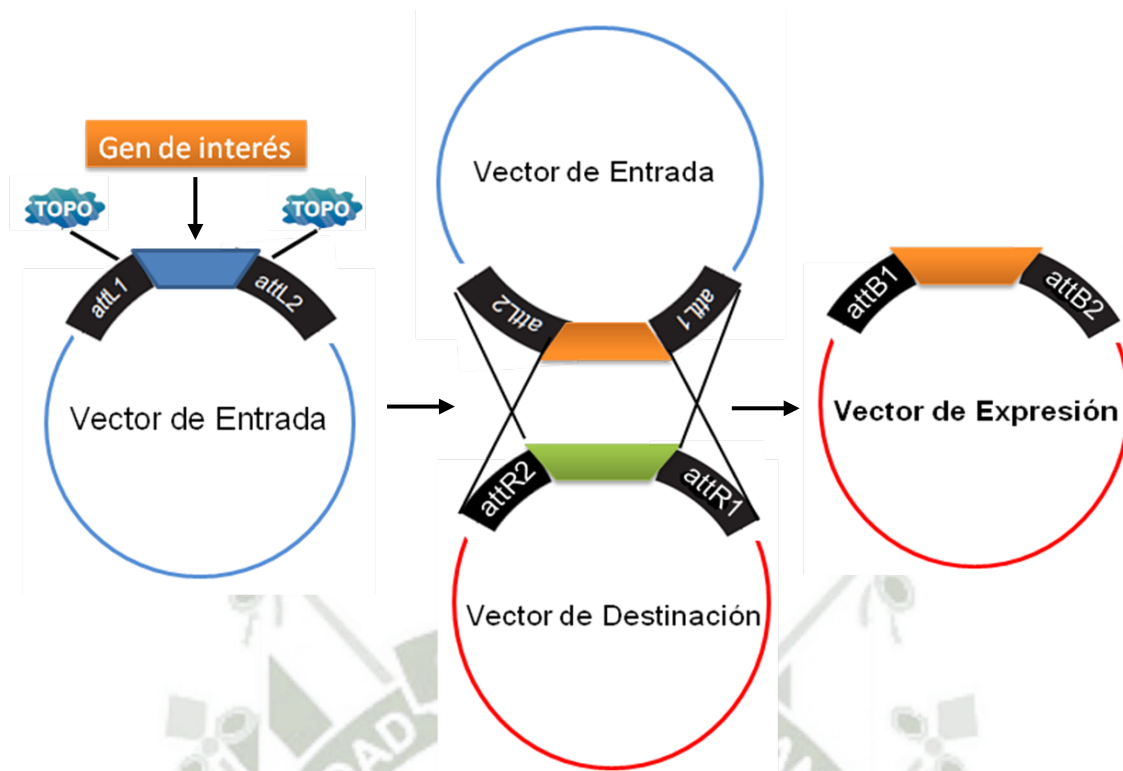 Gen de interés
TOPO
TOPO
attL1
attL2
Vector de Entrada
Vector de Entrada
attL2
attL1
attR2
attR1
Vector de Destinación
attB1
attB2
Vector de Expresión
DAD